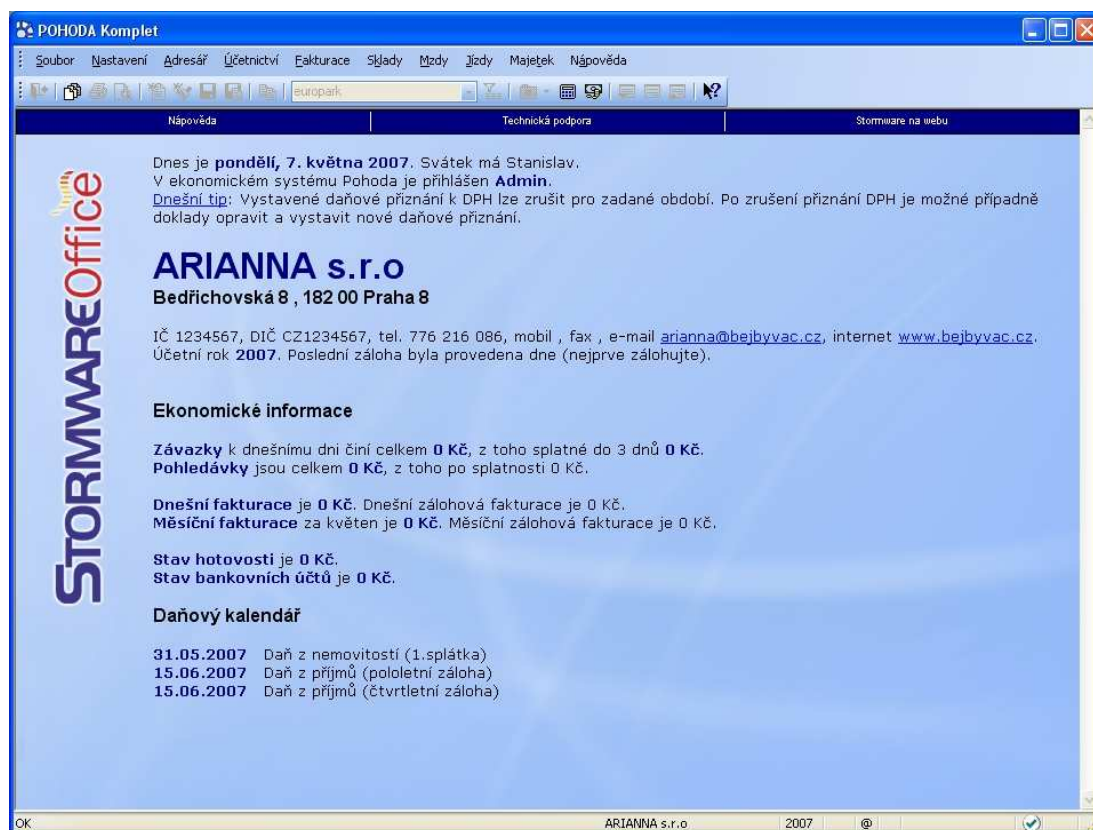 POHODA Komplet
Soubor Nastavení Adresář Účetnictví Fakturace Sklady Mzdy Jízdy Majetek Nápověda
europark
Nápověda Technická podpora Stormware na webu
STORMWAREOffice
Dnes je pondělí, 7. května 2007. Svátek má Stanislav.
V ekonomickém systému Pohoda je přihlášen Admin.
Dnešní tip: Vystavené daňové přiznání k DPH lze zrušit pro zadané období. Po zrušení přiznání DPH je možné případně
doklady opravit a vystavit nové daňové přiznání.
ARIANNA s.r.o
Bedřichovská 8 , 182 00 Praha 8
IČ 1234567, DIČ CZ1234567, tel. 776 216 086, mobil , fax , e-mail arianna@bejbyvac.cz, internet www.bejbyvac.cz.
Účetní rok 2007. Poslední záloha byla provedena dne (nejprve zálohujte).
Ekonomické informace
Závazky k dnešnímu dni činí celkem 0 Kč, z toho splatné do 3 dnů 0 Kč.
Pohledávky jsou celkem 0 Kč, z toho po splatnosti 0 Kč.
Dnešní fakturace je 0 Kč. Dnešní zálohová fakturace je 0 Kč.
Měsíční fakturace za květen je 0 Kč. Měsíční zálohová fakturace je 0 Kč.
Stav hotovosti je 0 Kč.
Stav bankovních účtů je 0 Kč.
Daňový kalendář
31.05.2007 Daň z nemovitostí (1.splátka)
15.06.2007 Daň z příjmů (pololetní záloha)
15.06.2007 Daň z příjmů (čtvrtletní záloha)
OK ARIANNA s.r.o 2007 @